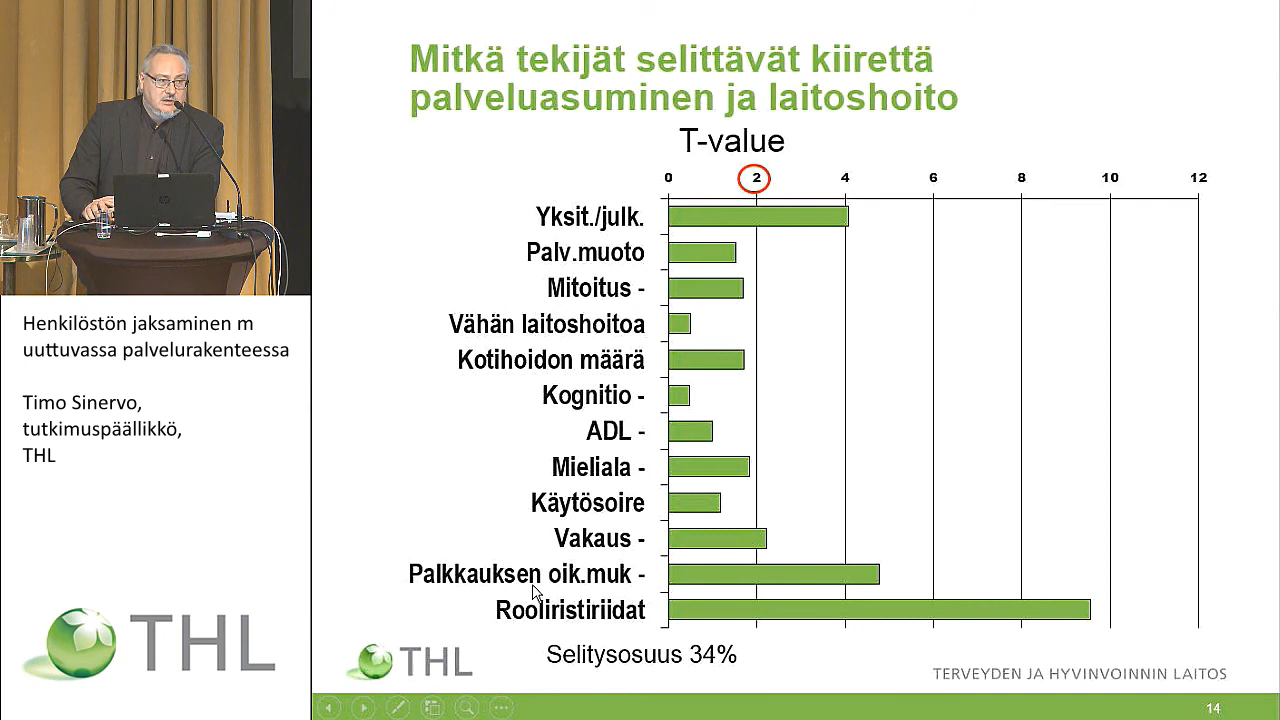 Mitkä tekijät selittävät kiirettä
palveluasuminen ja laitoshoito
T-value
0 2 4 6 8 10 12
Yksit./julk.
Palv.muoto
Mitoitus -
Vähän laitoshoitoa
Kotihoidon määrä
Kognitio -
ADL -
Mieliala -
Käytösoire
Vakaus -
Palkkauksen oik.muk -
Rooliristiriidat
Selitysosuus 34%
THL
TERVEYDEN JA HYVINVOINNIN LAITOS
14
Henkilöstön jaksaminen m
uuttuvassa palvelurakenteessa
Timo Sinervo,
tutkimuspäällikkö,
THL
THL